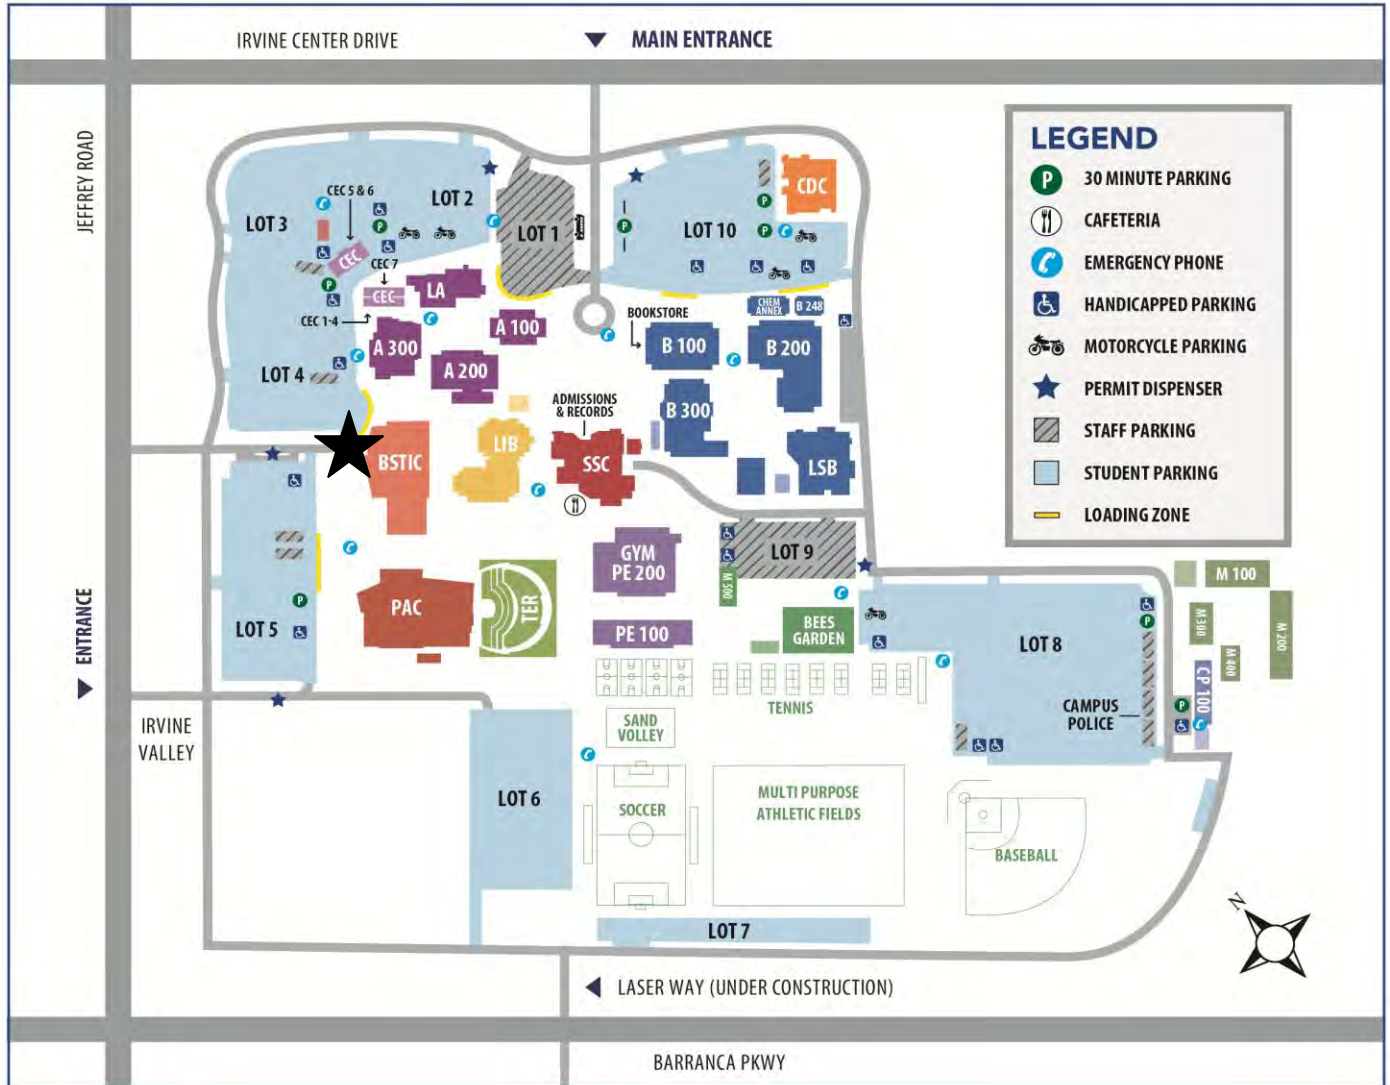 IRVINE CENTER DRIVE
MAIN ENTRANCE
JEFFREY ROAD
LEGEND
P
30 MINUTE PARKING
CAFETERIA
EMERGENCY PHONE
HANDICAPPED PARKING
MOTORCYCLE PARKING
PERMIT DISPENSER
STAFF PARKING
STUDENT PARKING
LOADING ZONE
CEC 5 & 6
LOT 2
LOT 3
P
CEC
CEC 7
P
CEC
LA
CEC 1-4
LOT 1
P
LOT 10
P
P
CDC
CHEM
ANNEX
B 248
BOOKSTORE
A 100
A 300
A 200
LOT 4
B 100
B 200
B 300
ADMISSIONS
& RECORDS
LIB
SSC
LSB
BSTIC
LOT 9
M 500
GYM
PE 200
PE 100
BEES
GARDEN
PAC
TER
P
LOT 5
ENTRANCE
IRVINE
VALLEY
LOT 8
P
M 100
M 200
M 300
M 400
CP 100
P
CAMPUS
POLICE
TENNIS
SAND
VOLLEY
SOCCER
MULTI PURPOSE
ATHLETIC FIELDS
BASEBALL
LOT 6
LOT 7
N
LASER WAY (UNDER CONSTRUCTION)
BARRANCA PKWY